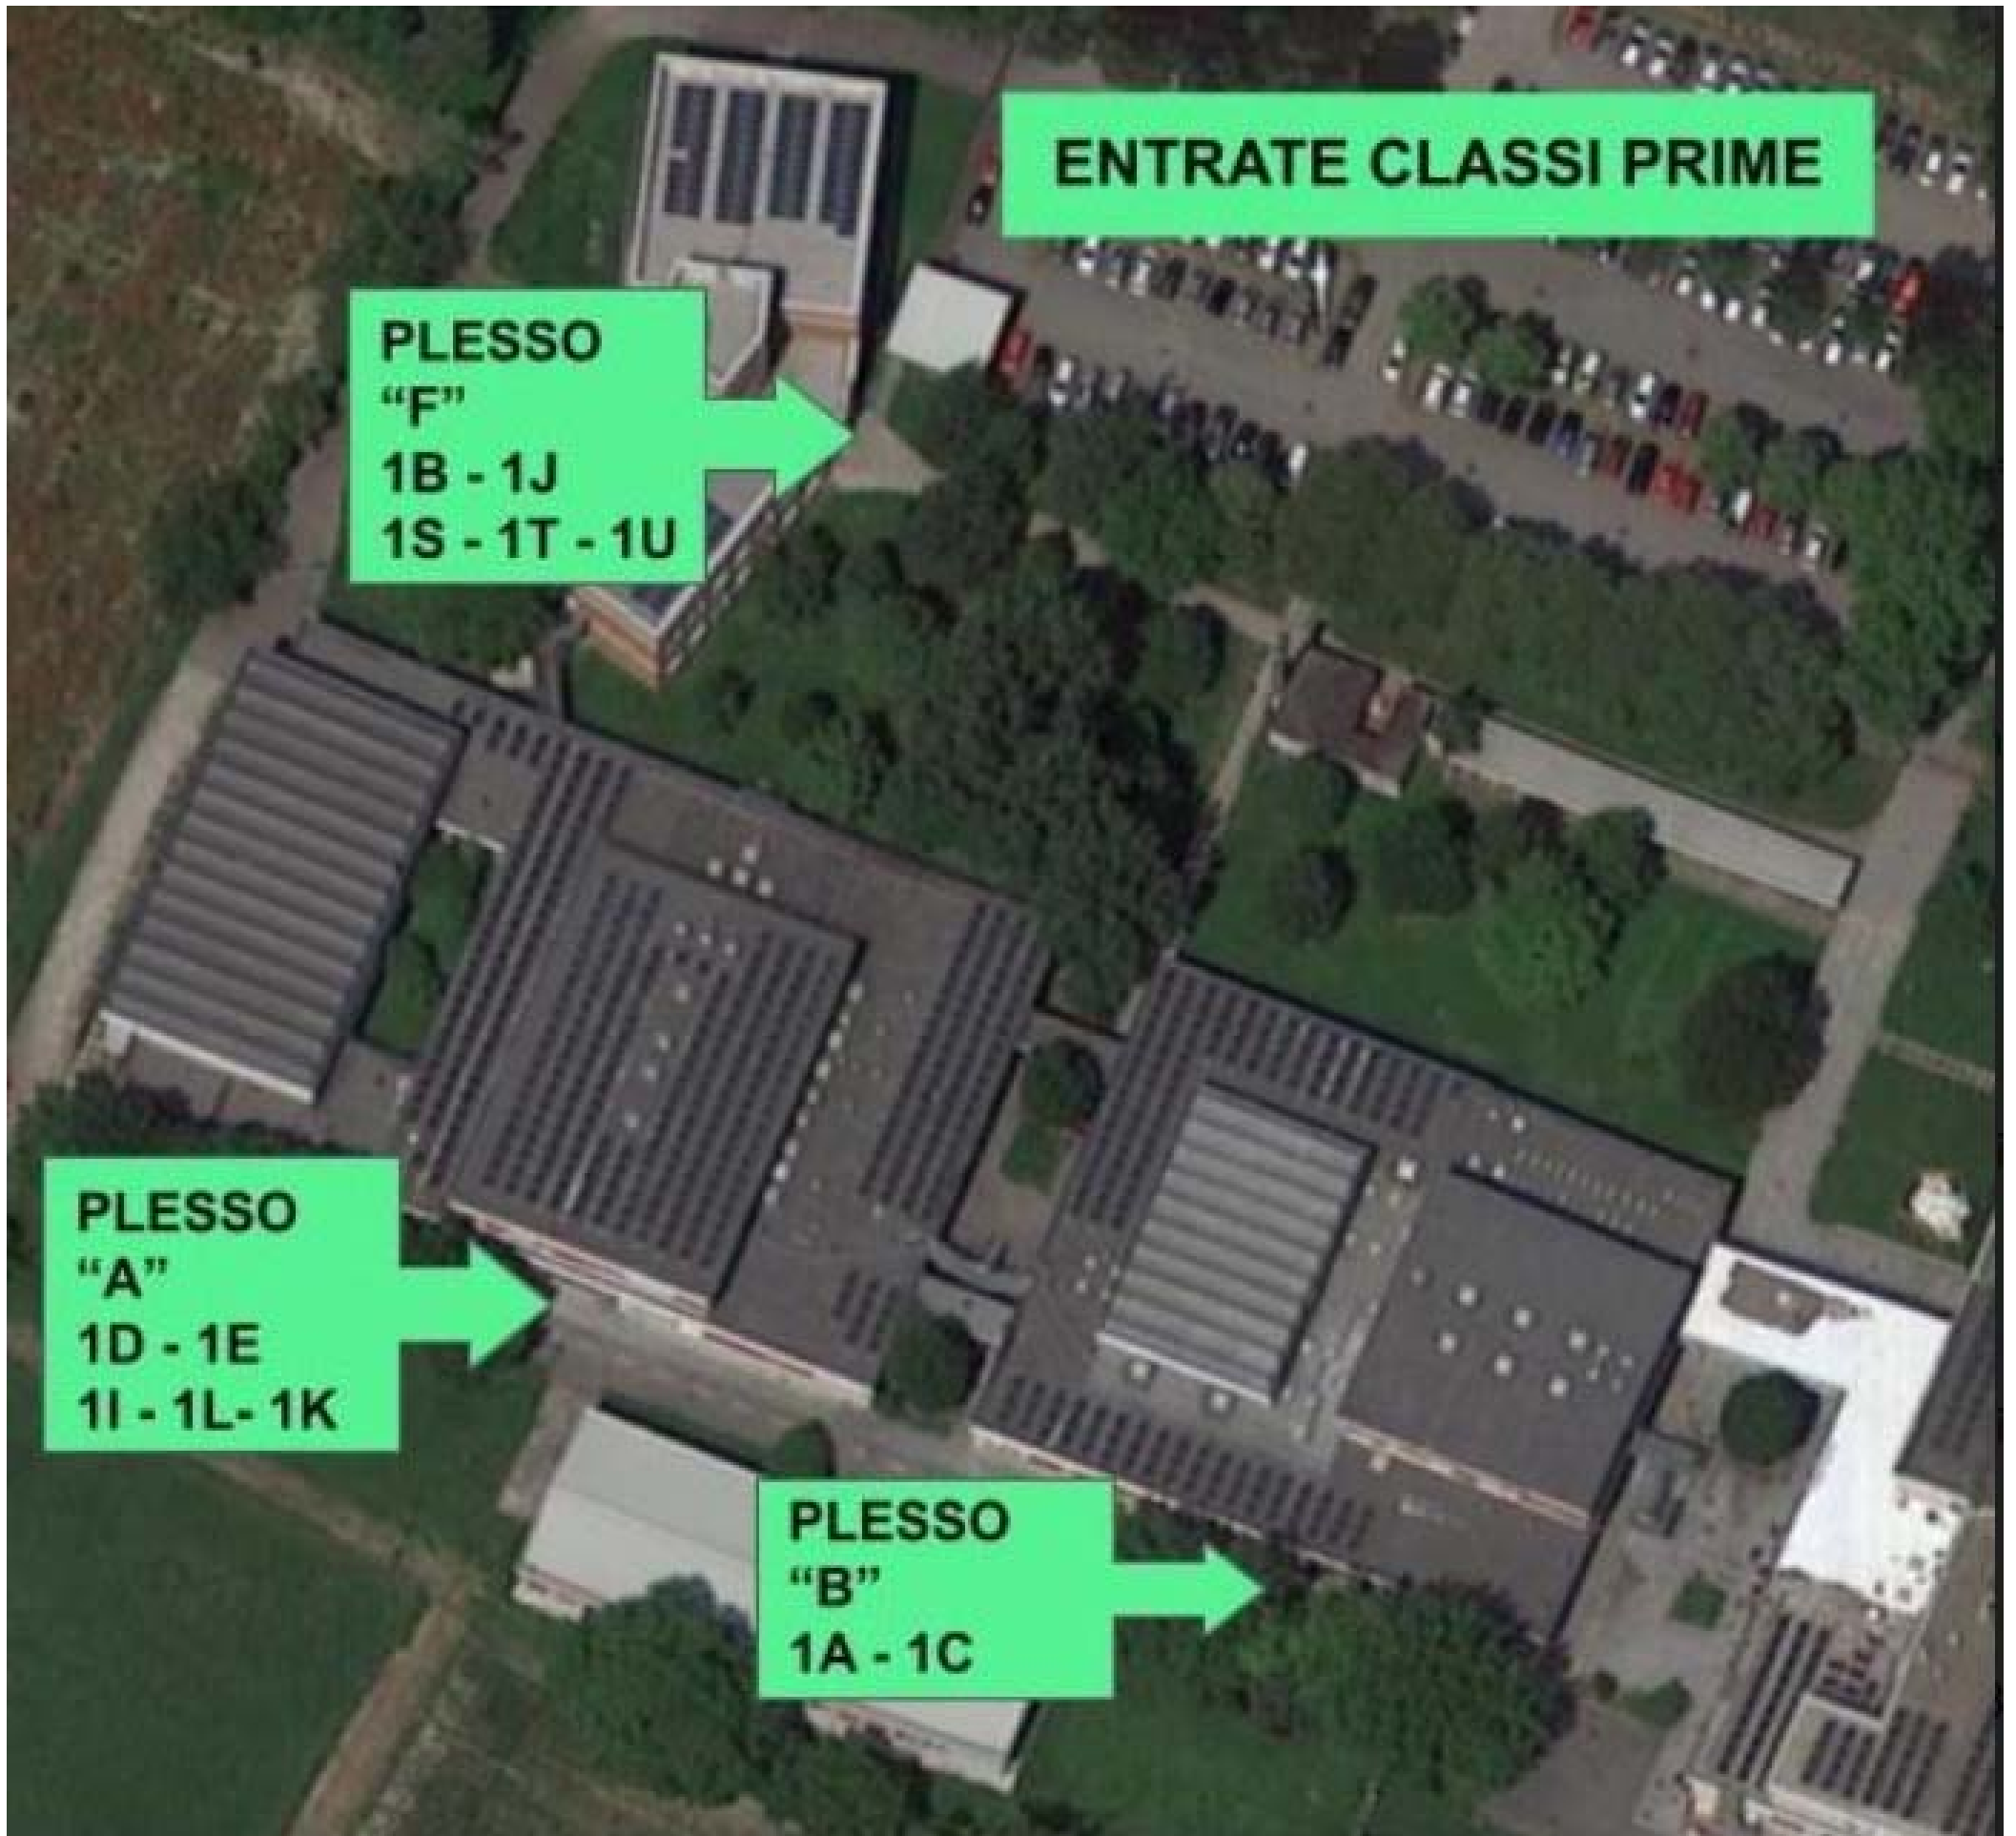 ENTRATE CLASSI PRIME
PLESSO
“F”
1B - 1J
1S - 1T - 1U
PLESSO
“A”
1D - 1E
1I - 1L- 1K
PLESSO
“B”
1A - 1C